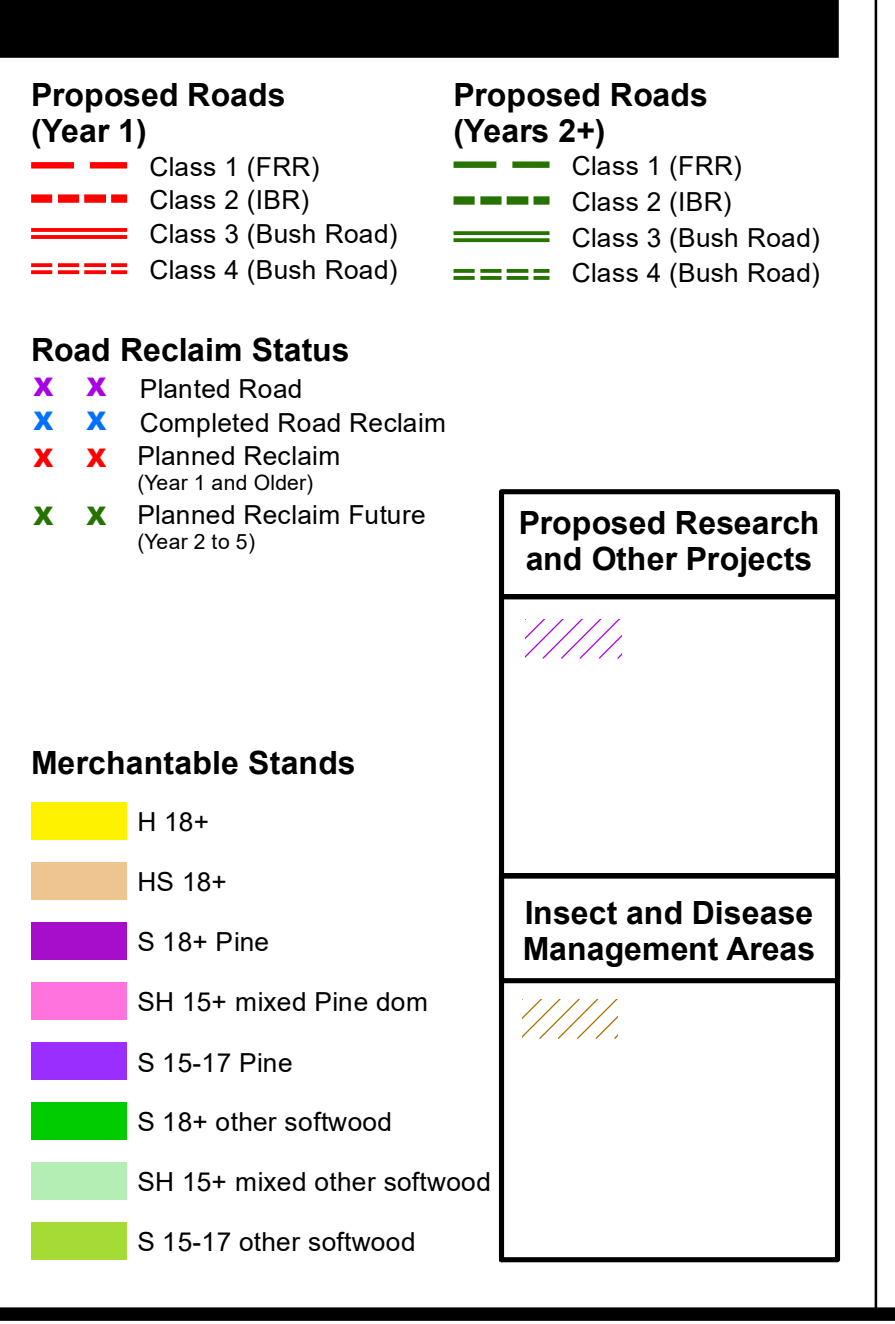 Proposed Roads
(Year 1)
Class 1 (FRR)
Class 2 (IBR)
Class 3 (Bush Road)
Class 4 (Bush Road)
Proposed Roads
(Years 2+)
Class 1 (FRR)
Class 2 (IBR)
Class 3 (Bush Road)
Class 4 (Bush Road)
Road Reclaim Status
x x Planted Road
x x Completed Road Reclaim
x x Planned Reclaim
(Year 1 and Older)
x x Planned Reclaim Future
(Year 2 to 5)
Merchantable Stands
H 18+
HS 18+
S 18+ Pine
SH 15+ mixed Pine dom
S 15-17 Pine
S 18+ other softwood
SH 15+ mixed other softwood
S 15-17 other softwood
Proposed Research
and Other Projects
Insect and Disease
Management Areas